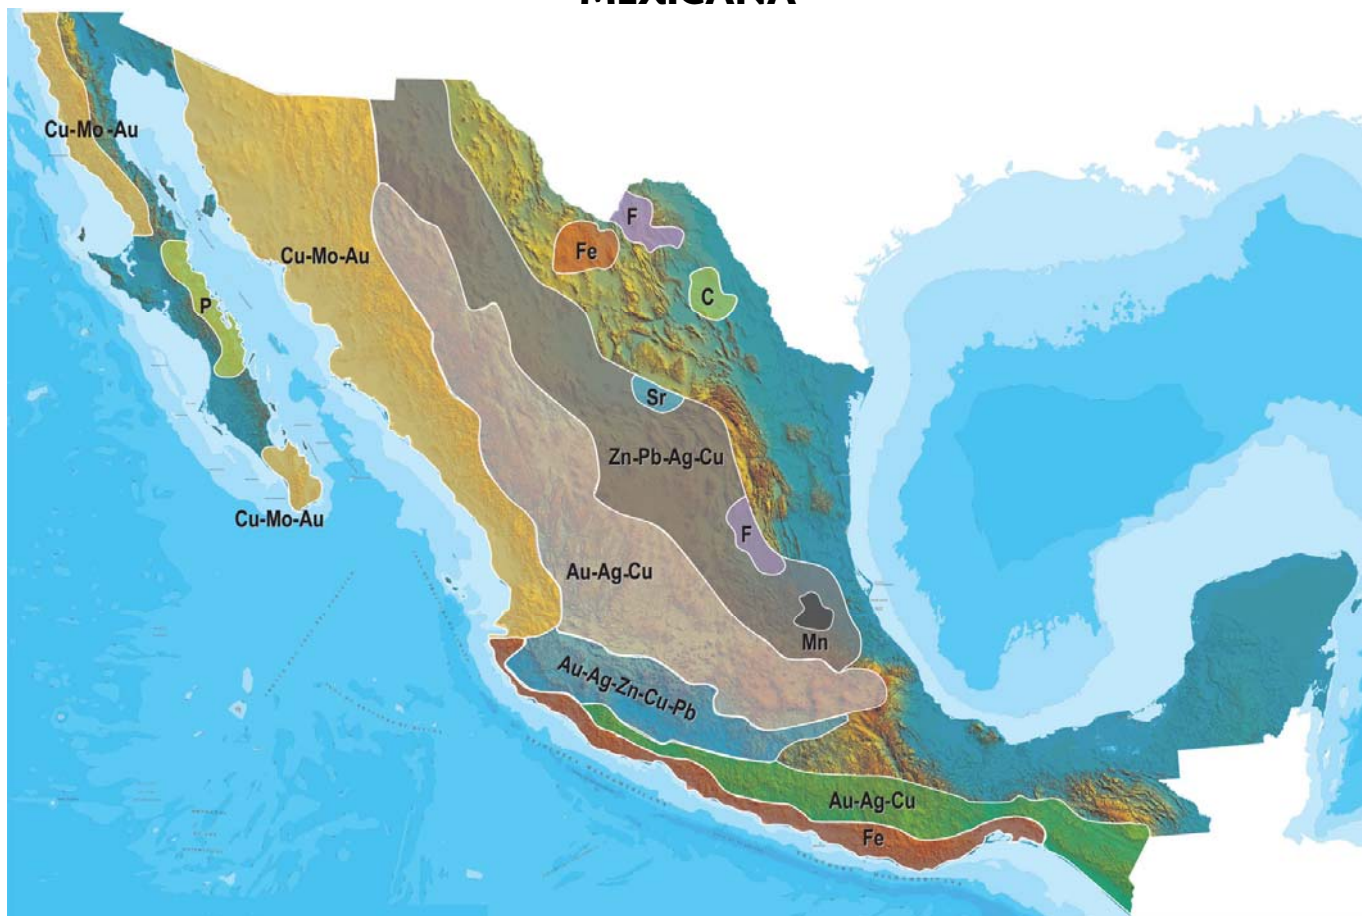 MEXICANA
Cu-Mo-Au
F
Fe
Cu-Mo-Au
C
P
Sr
Zn-Pb-Ag-Cu
Cu-Mo-Au
F
Au-Ag-Cu
Mn
Au-Ag-Zn-Cu-Pb
Au-Ag-Cu
Fe